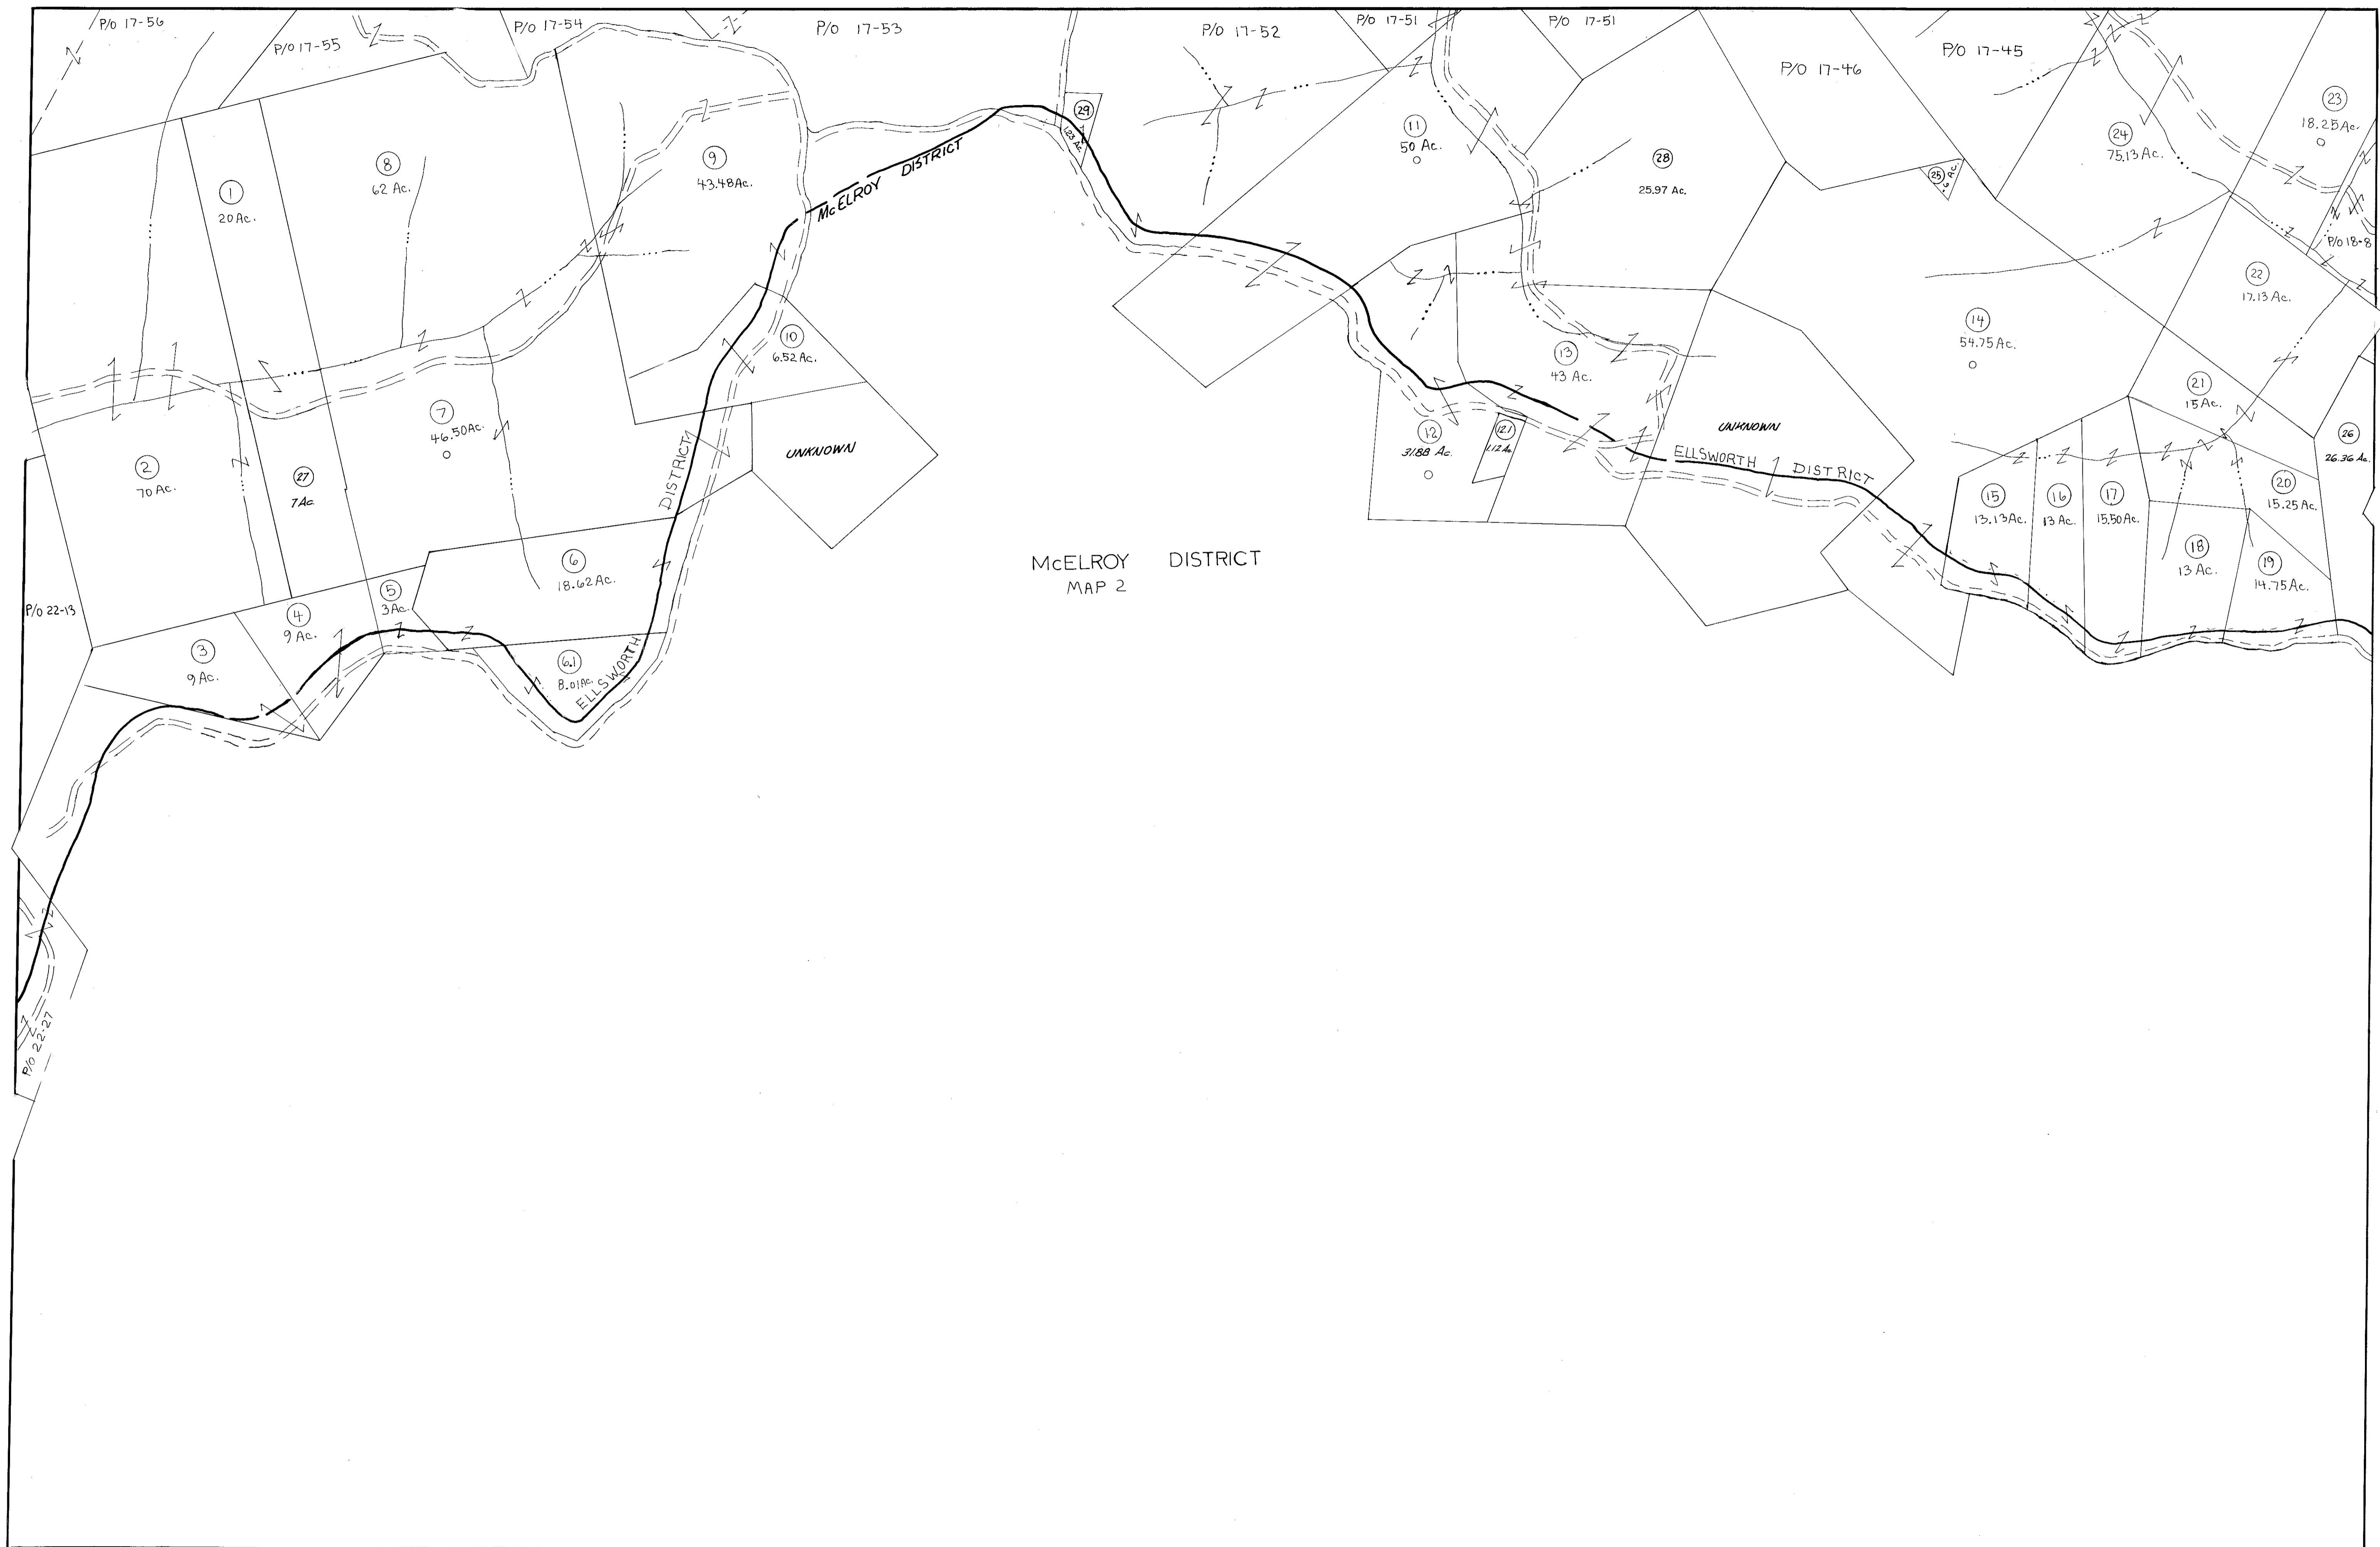 P/O 17-56
P/O 17-55
P/O 17-54
P/O 17-53
P/O 17-52
P/O 17-51
P/O 17-51
P/O 17-46
P/O 17-45
23
18.25 Ac.
24
75.13 Ac.
25
.6 Ac.
28
25.97 Ac.
11
50 Ac.
29
1.23 Ac.
9
43.48 Ac.
8
62 Ac.
1
20 Ac.
McELROY DISTRICT
P/O 18-8
22
17.13 Ac.
14
54.75 Ac.
13
43 Ac.
10
6.52 Ac.
21
15 Ac.
26
26.36 Ac.
UNKNOWN
12
31.88 Ac.
12.1
1.12 Ac.
UNKNOWN
7
46.50 Ac.
2
70 Ac.
27
7 Ac.
ELLSWORTH DISTRICT
15
13.13 Ac.
16
13 Ac.
17
15.50 Ac.
20
15.25 Ac.
18
13 Ac.
19
14.75 Ac.
McELROY DISTRICT
MAP 2
6
18.62 Ac.
5
3 Ac.
4
9 Ac.
P/O 22-13
3
9 Ac.
6.1
8.01 Ac.
ELLSWORTH DISTRICT
P/O 22-27